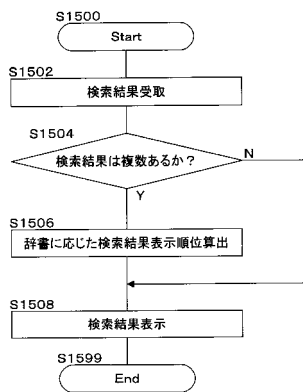 S1500
Start
S1502
検索結果受取
S1504
検索結果は複数あるか？
N
Y
S1506
辞書に応じた検索結果表示順位算出
S1508
検索結果表示
S1599
End